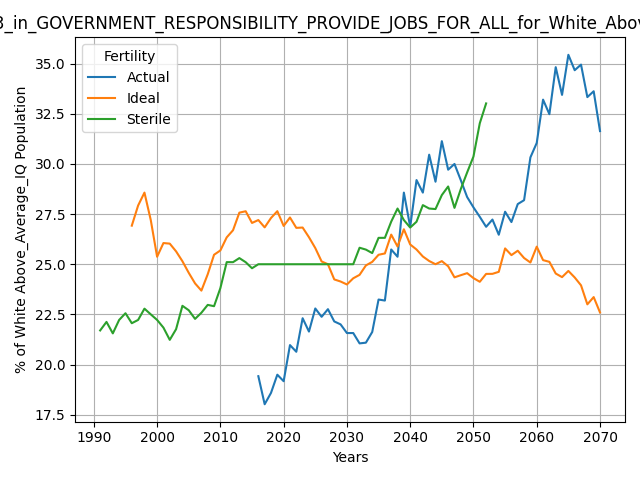 3_in_GOVERNMENT_RESPONSIBILITY_PROVIDE_JOBS_FOR_ALL_for_White_Abov
Fertility
Actual
Ideal
Sterile
% of White Above_Average_IQ Population
35.0
32.5
30.0
27.5
25.0
22.5
20.0
17.5
1990 2000 2010 2020 2030 2040 2050 2060 2070
Years